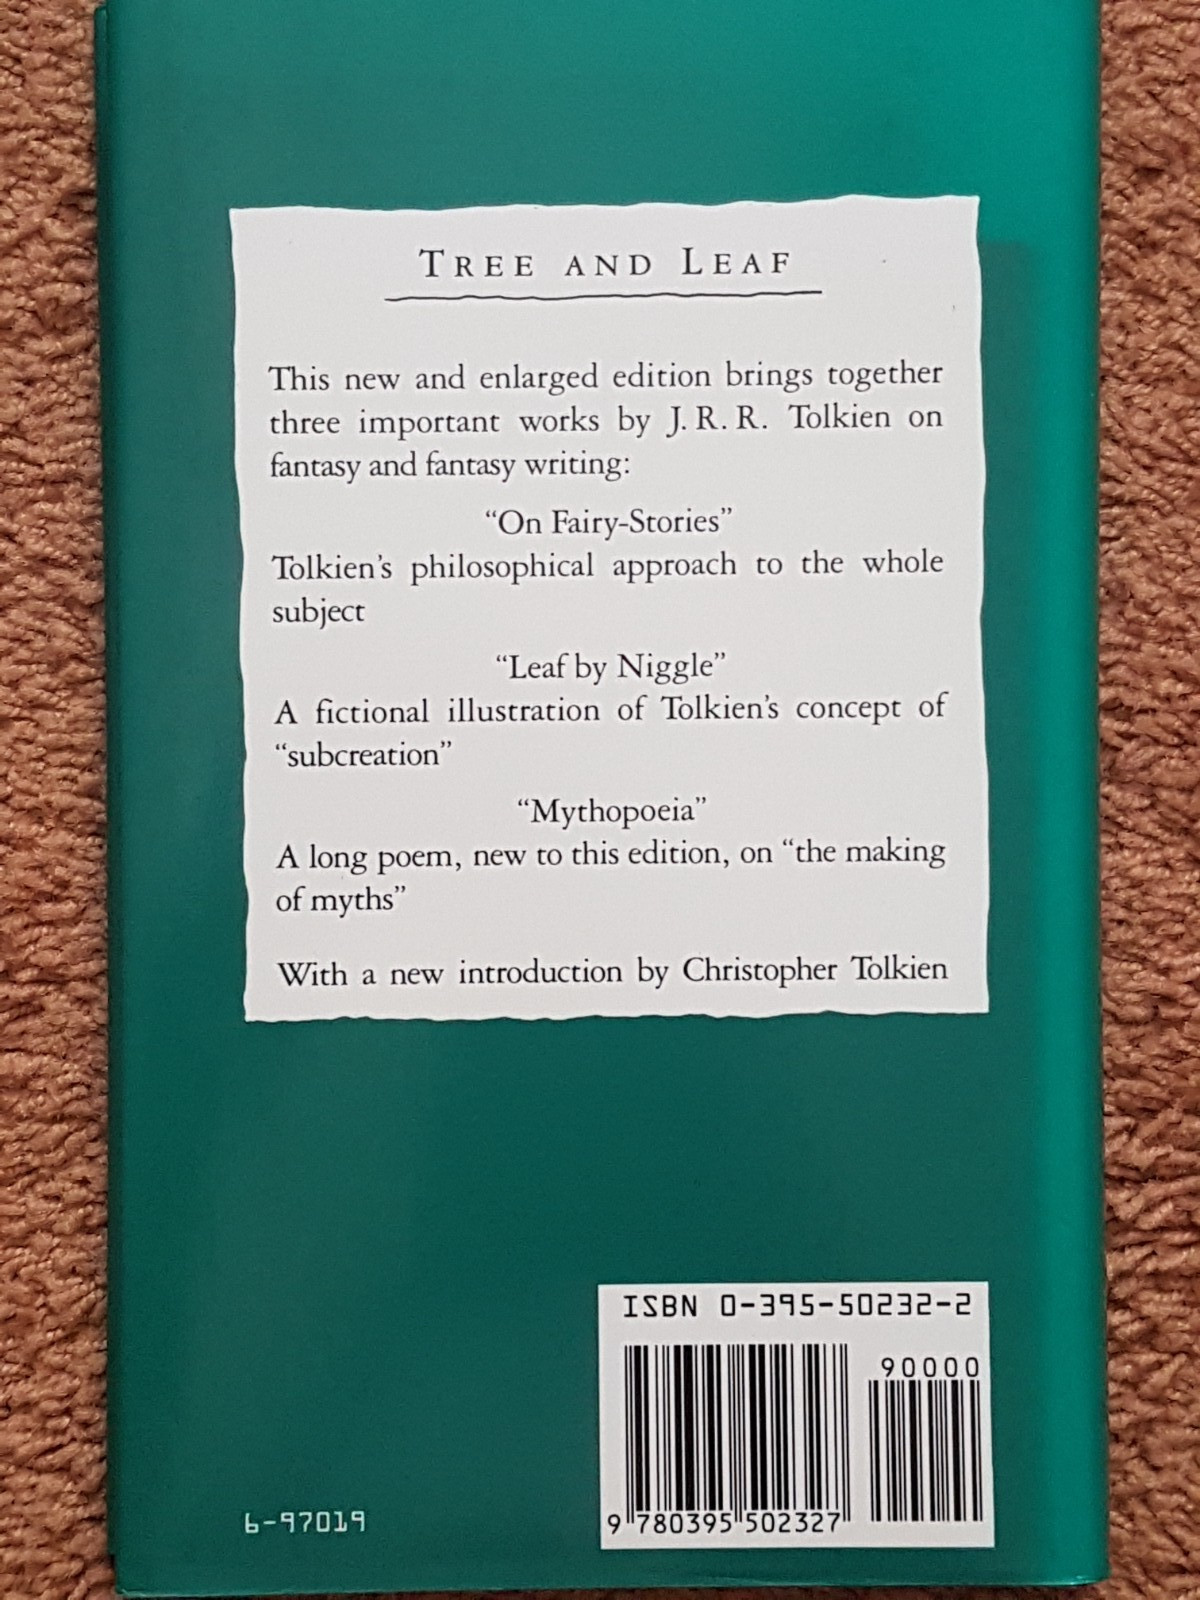 TREE AND LEAF
This new and enlarged edition brings together
three important works by J. R. R. Tolkien on
fantasy and fantasy writing:
“On Fairy-Stories”
Tolkien’s philosophical approach to the whole
subject
“Leaf by Niggle”
A fictional illustration of Tolkien’s concept of
“subcreation”
“Mythopoeia”
A long poem, new to this edition, on “the making
of myths”
With a new introduction by Christopher Tolkien
ISBN 0-395-50232-2
90000
9 780395 502327
6-97019